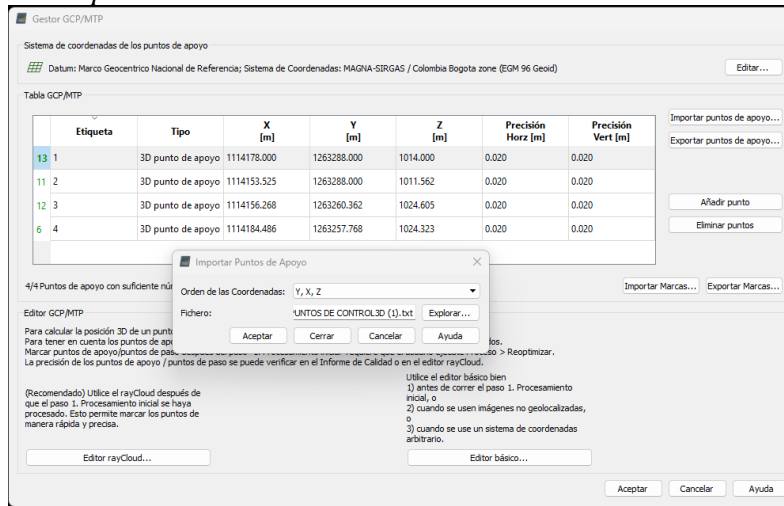 Gestor GCP/MTP
Sistema de coordenadas de los puntos de apoyo
Datum: Marco Geocentrico Nacional de Referencia; Sistema de Coordenadas: MAGNA-SIRGAS / Colombia Bogota zone (EGM 96 Geoid)
Editar...
Tabla GCP/MTP
Etiqueta Tipo X [m] Y [m] Z [m] Precisión Horz [m] Precisión Vert [m]
13 1 3D punto de apoyo 1114178.000 1263288.000 1014.000 0.020 0.020
11 2 3D punto de apoyo 1114153.525 1263288.000 1011.562 0.020 0.020
12 3 3D punto de apoyo 1114156.268 1263260.362 1024.605 0.020 0.020
6 4 3D punto de apoyo 1114184.486 1263257.768 1024.323 0.020 0.020
Importar puntos de apoyo...
Exportar puntos de apoyo...
Añadir punto
Eliminar puntos
Importar Puntos de Apoyo
Orden de las Coordenadas: Y, X, Z
Fichero: UNTOS DE CONTROL3D (1).txt Explorar...
Aceptar Cerrar Cancelar Ayuda
4/4 Puntos de apoyo con suficiente
Importar Marcas... Exportar Marcas...
Editor GCP/MTP
Para calcular la posición 3D de un punto
Para tener en cuenta los puntos de
Marcar puntos de apoyo/puntos de
La precisión de los puntos de apoyo / puntos de paso se puede verificar en el Informe de Calidad o en el editor rayCloud.
(Recomendado) Utilice el rayCloud después de
que el paso 1. Procesamiento inicial se haya
procesado. Esto permite marcar los puntos de
manera rápida y precisa.
Editor rayCloud...
Utilice el editor básico bien
1) antes de correr el paso 1. Procesamiento
inicial, o
2) cuando se usen imágenes no geolocalizadas,
o
3) cuando se use un sistema de coordenadas
arbitrario.
Editor básico...
Aceptar Cancelar Ayuda